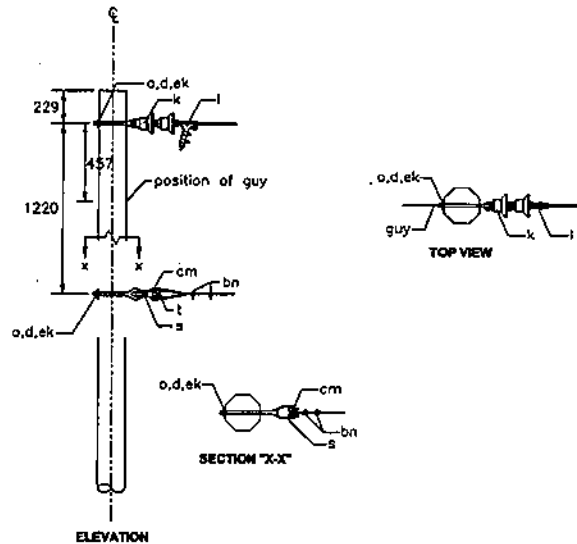 ℄
o,d,ek
k
l
229
457
1220
position of guy
x
x
cm
bn
t
s
o,d,ek
o,d,ek
guy
k
l
TOP VIEW
o,d,ek
cm
bn
s
SECTION "X-X"
ELEVATION